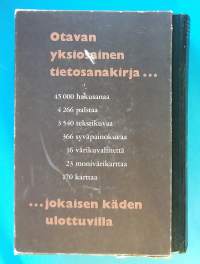 Otavan
yksiosainen
tietosanakirja...
45 000 hakusanaa
4 266 palstaa
3 540 tekstikuvaa
366 syväpainokuvaa
16 värikuvaliitettä
23 monivärikarttaa
170 karttaa
...jokaisen käden
ulottuvilla